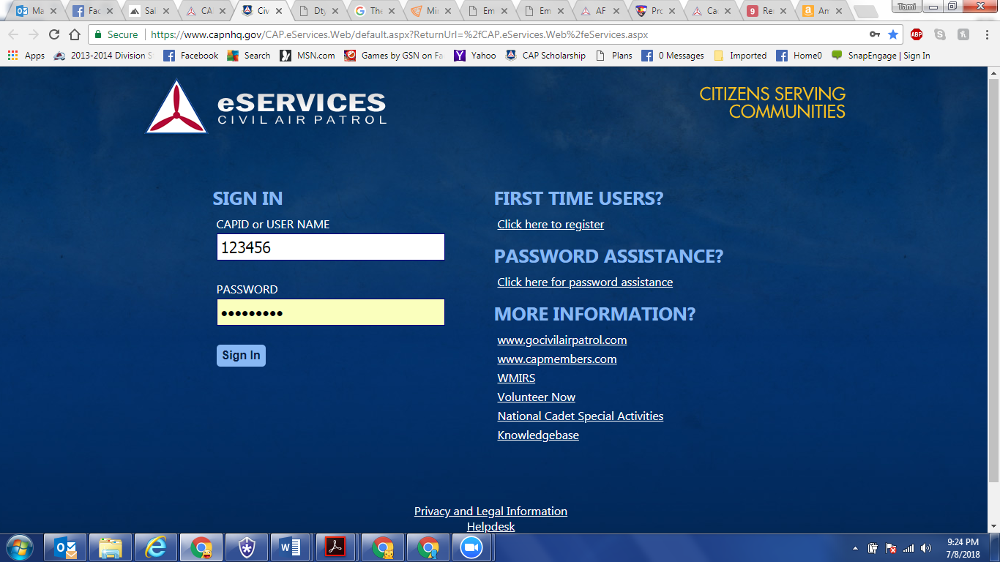 Ma
Fac
Sal
CA
Civ
Dty
The
Mir
Em
Em
AF
Pro
Ca
Re
Am
Tami
Secure
https://www.capnhq.gov/CAP.eServices.Web/default.aspx?ReturnUrl=%2fCAP.eServices.Web%2feServices.aspx
ABP
Apps 2013-2014 Division S Facebook Search MSN.com Games by GSN on Fa Yahoo CAP Scholarship Plans 0 Messages Imported Home0 SnapEngage | Sign In
eSERVICES
CIVIL AIR PATROL
CITIZENS SERVING
COMMUNITIES
SIGN IN
CAPID or USER NAME
123456
PASSWORD
•••••••••
Sign In
FIRST TIME USERS?
Click here to register
PASSWORD ASSISTANCE?
Click here for password assistance
MORE INFORMATION?
www.gocivilairpatrol.com
www.capmembers.com
WMIRS
Volunteer Now
National Cadet Special Activities
Knowledgebase
Privacy and Legal Information
Helpdesk
9:24 PM
7/8/2018